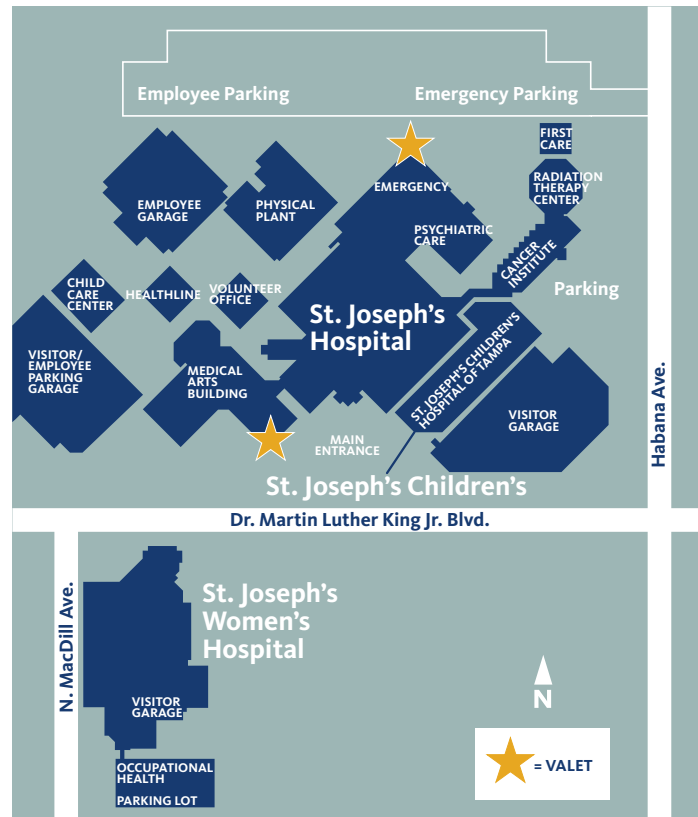 Employee Parking
Emergency Parking
FIRST
CARE
EMERGENCY
RADIATION
THERAPY
CENTER
EMPLOYEE
GARAGE
PHYSICAL
PLANT
PSYCHIATRIC
CARE
CANCER
INSTITUTE
CHILD
CARE
CENTER
HEALTHLINE
VOLUNTEER
OFFICE
Parking
St. Joseph's
Hospital
VISITOR/
EMPLOYEE
PARKING
GARAGE
MEDICAL
ARTS
BUILDING
ST. JOSEPH'S CHILDREN'S
HOSPITAL OF TAMPA
VISITOR
GARAGE
Habana Ave.
MAIN
ENTRANCE
St. Joseph's Children's
Dr. Martin Luther King Jr. Blvd.
N. MacDill Ave.
St. Joseph's
Women's
Hospital
VISITOR
GARAGE
OCCUPATIONAL
HEALTH
PARKING LOT
N
= VALET